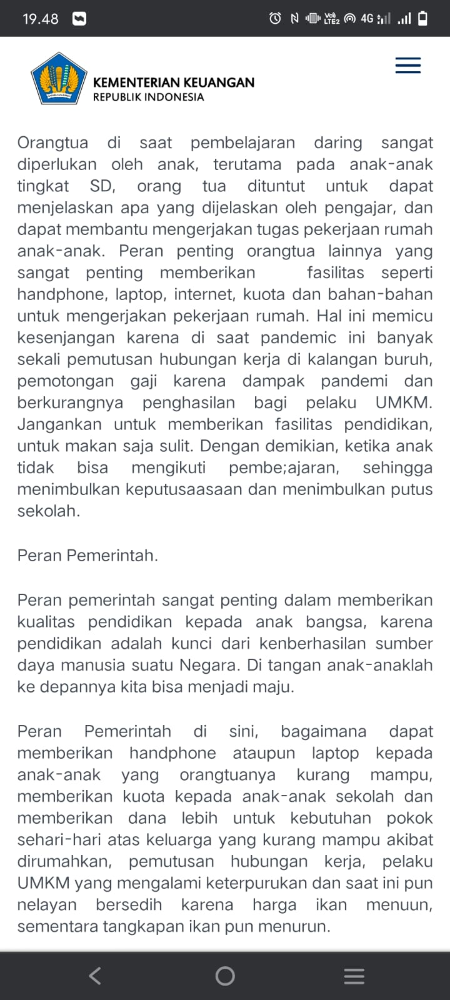 19.48
Vo))
LTE2
4G
KEMENTERIAN KEUANGAN
REPUBLIK INDONESIA
Orangtua di saat pembelajaran daring sangat
diperlukan oleh anak, terutama pada anak-anak
tingkat SD, orang tua dituntut untuk dapat
menjelaskan apa yang dijelaskan oleh pengajar, dan
dapat membantu mengerjakan tugas pekerjaan rumah
anak-anak. Peran penting orangtua lainnya yang
sangat penting memberikan fasilitas seperti
handphone, laptop, internet, kuota dan bahan-bahan
untuk mengerjakan pekerjaan rumah. Hal ini memicu
kesenjangan karena di saat pandemic ini banyak
sekali pemutusan hubungan kerja di kalangan buruh,
pemotongan gaji karena dampak pandemi dan
berkurangnya penghasilan bagi pelaku UMKM.
Jangankan untuk memberikan fasilitas pendidikan,
untuk makan saja sulit. Dengan demikian, ketika anak
tidak bisa mengikuti pembe;ajaran, sehingga
menimbulkan keputusaasaan dan menimbulkan putus
sekolah.
Peran Pemerintah.
Peran pemerintah sangat penting dalam memberikan
kualitas pendidikan kepada anak bangsa, karena
pendidikan adalah kunci dari kenberhasilan sumber
daya manusia suatu Negara. Di tangan anak-anaklah
ke depannya kita bisa menjadi maju.
Peran Pemerintah di sini, bagaimana dapat
memberikan handphone ataupun laptop kepada
anak-anak yang orangtuanya kurang mampu,
memberikan kuota kepada anak-anak sekolah dan
memberikan dana lebih untuk kebutuhan pokok
sehari-hari atas keluarga yang kurang mampu akibat
dirumahkan, pemutusan hubungan kerja, pelaku
UMKM yang mengalami keterpurukan dan saat ini pun
nelayan bersedih karena harga ikan menuun,
sementara tangkapan ikan pun menurun.